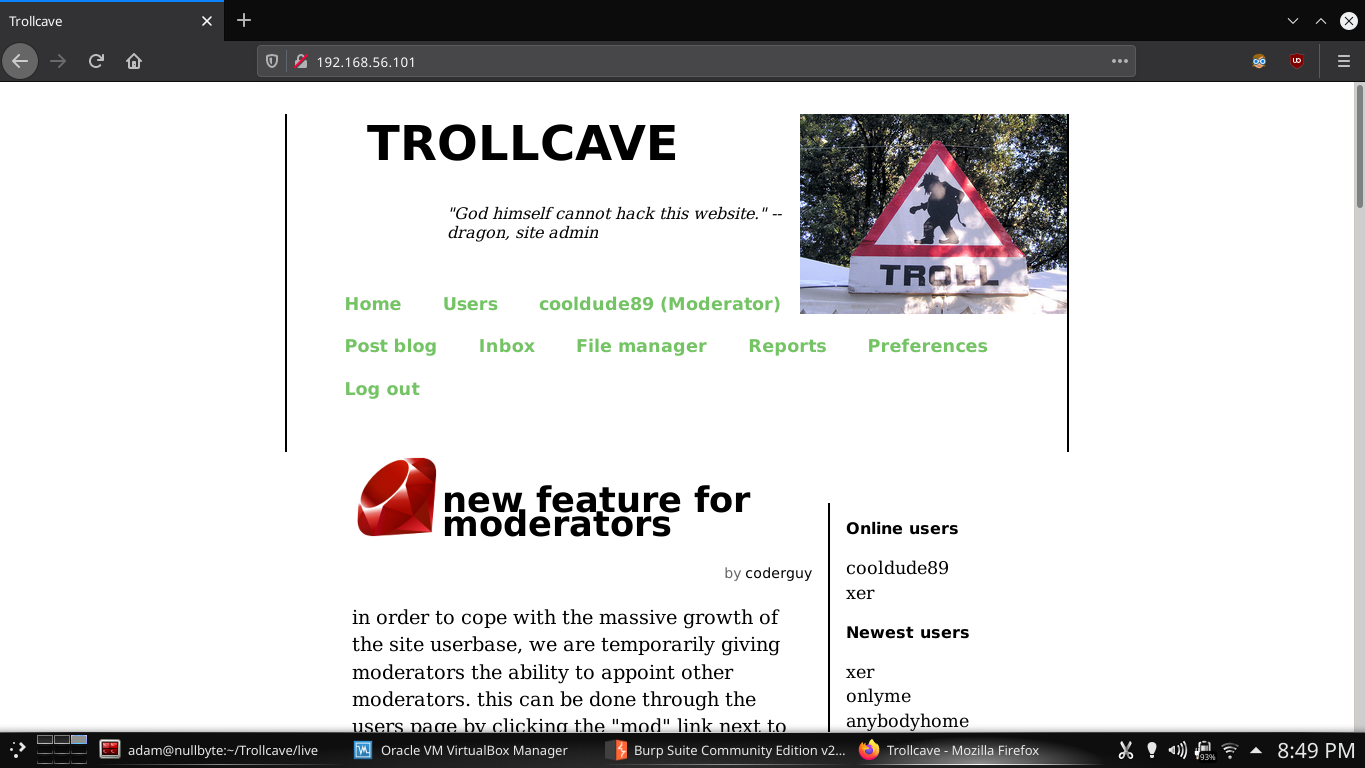 Trollcave
192.168.56.101
TROLLCAVE
"God himself cannot hack this website." --
dragon, site admin
TROLL
Home Users cooldude89 (Moderator)
Post blog Inbox File manager Reports Preferences
Log out
new feature for
moderators
by coderguy
in order to cope with the massive growth of
the site userbase, we are temporarily giving
moderators the ability to appoint other
moderators. this can be done through the
users page by clicking the "mod" link next to
Online users
cooldude89
xer
Newest users
xer
onlyme
anybodyhome
adam@nullbyte:~/Trollcave/live Oracle VM VirtualBox Manager Burp Suite Community Edition v2... Trollcave - Mozilla Firefox 93% 8:49 PM